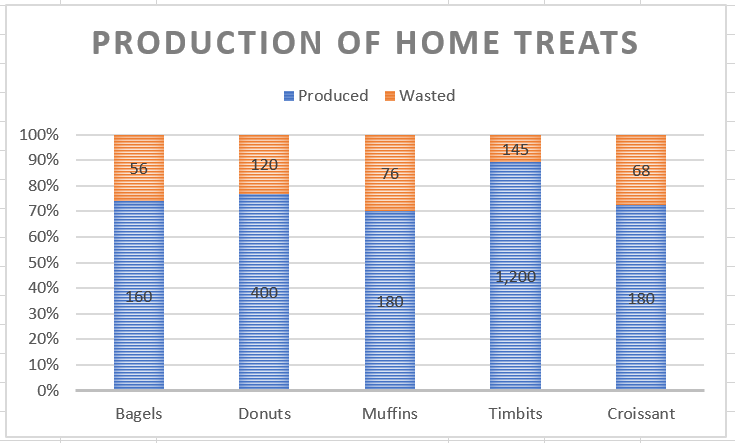 PRODUCTION OF HOME TREATS
Produced Wasted
100%
90%
80%
70%
60%
50%
40%
30%
20%
10%
0%
56 120 76 145 68
160 400 180 1,200 180
Bagels Donuts Muffins Timbits Croissant